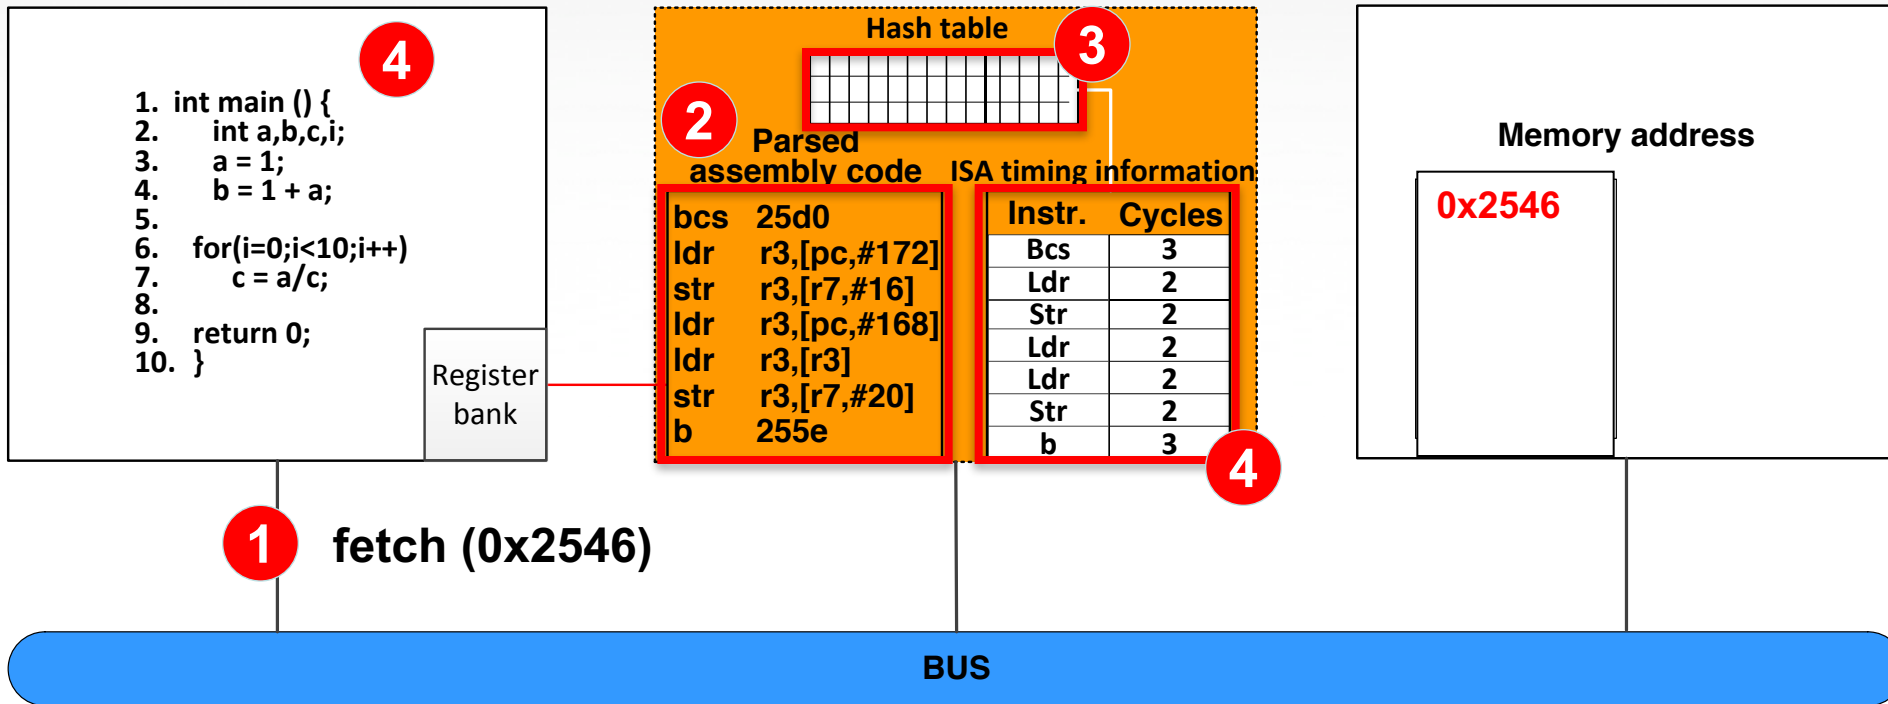 4
1. int main () {
2. int a,b,c,i;
3. a = 1;
4. b = 1 + a;
5.
6. for(i=0;i<10;i++)
7. c = a/c;
8.
9. return 0;
10. }
Register
bank
1
fetch (0x2546)
Hash table
3
2
Parsed
assembly code
bcs 25d0
ldr r3,[pc,#172]
str r3,[r7,#16]
ldr r3,[pc,#168]
ldr r3,[r3]
str r3,[r7,#20]
b 255e
ISA timing information
Instr. Cycles
Bcs 3
Ldr 2
Str 2
Ldr 2
Ldr 2
Str 2
b 3
4
Memory address
0x2546
BUS